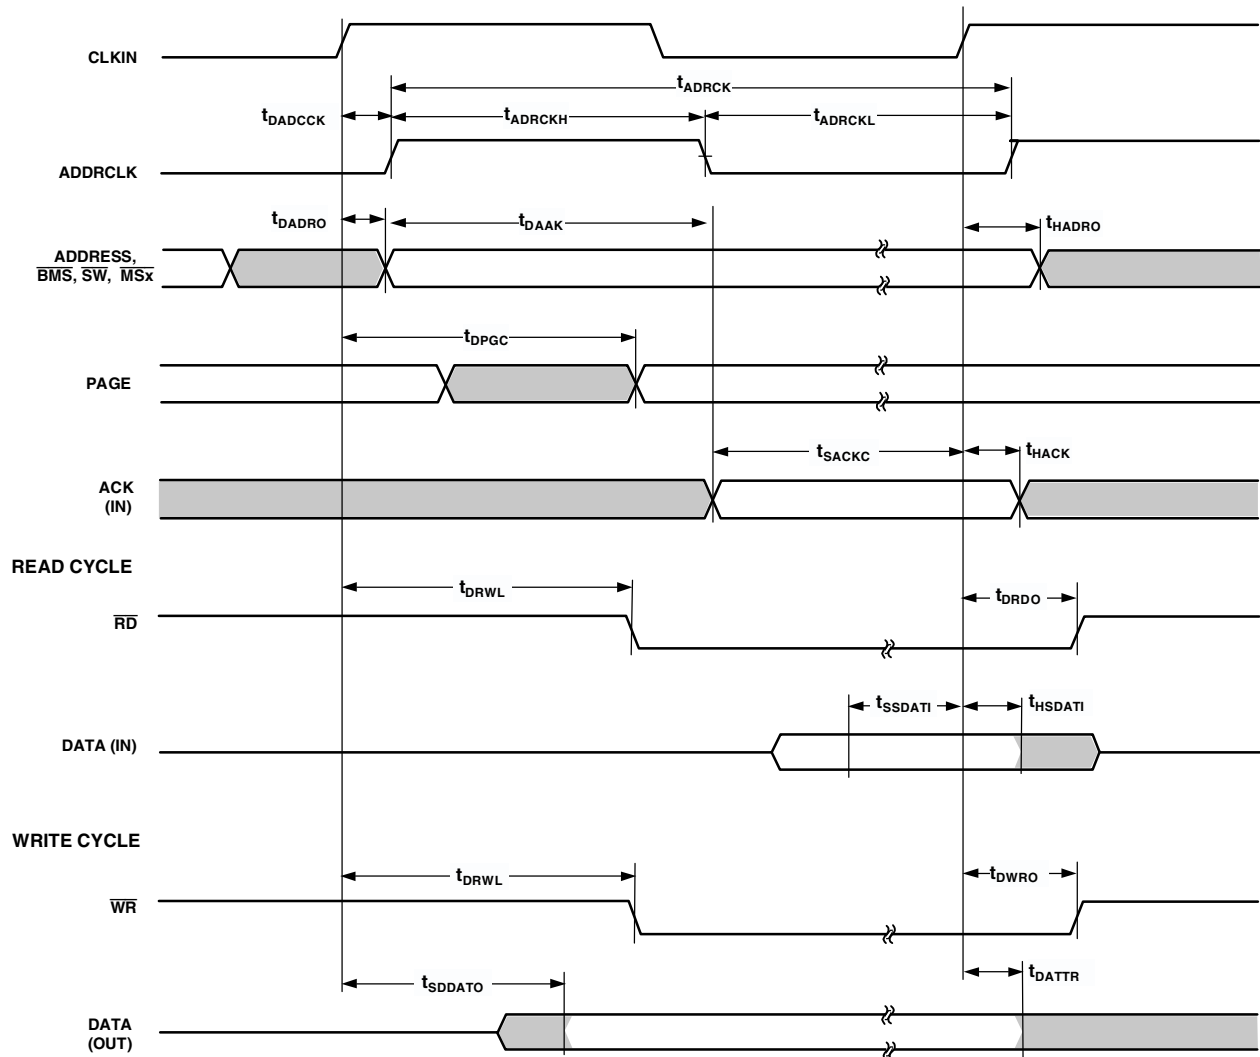 CLKIN
tADRCK
tDADCCK
tADRCKH
tADRCKL
ADDRCLK
tDADRO
tDAAK
tHADRO
ADDRESS,
BMS, SW, MSx
tDPGC
PAGE
tSACKC
tHACK
ACK
(IN)
READ CYCLE
tDRWL
tDRDO
RD
tSSDATI
tHSDATI
DATA (IN)
WRITE CYCLE
tDRWL
tDWRO
WR
tSDDATO
tDATTR
DATA
(OUT)